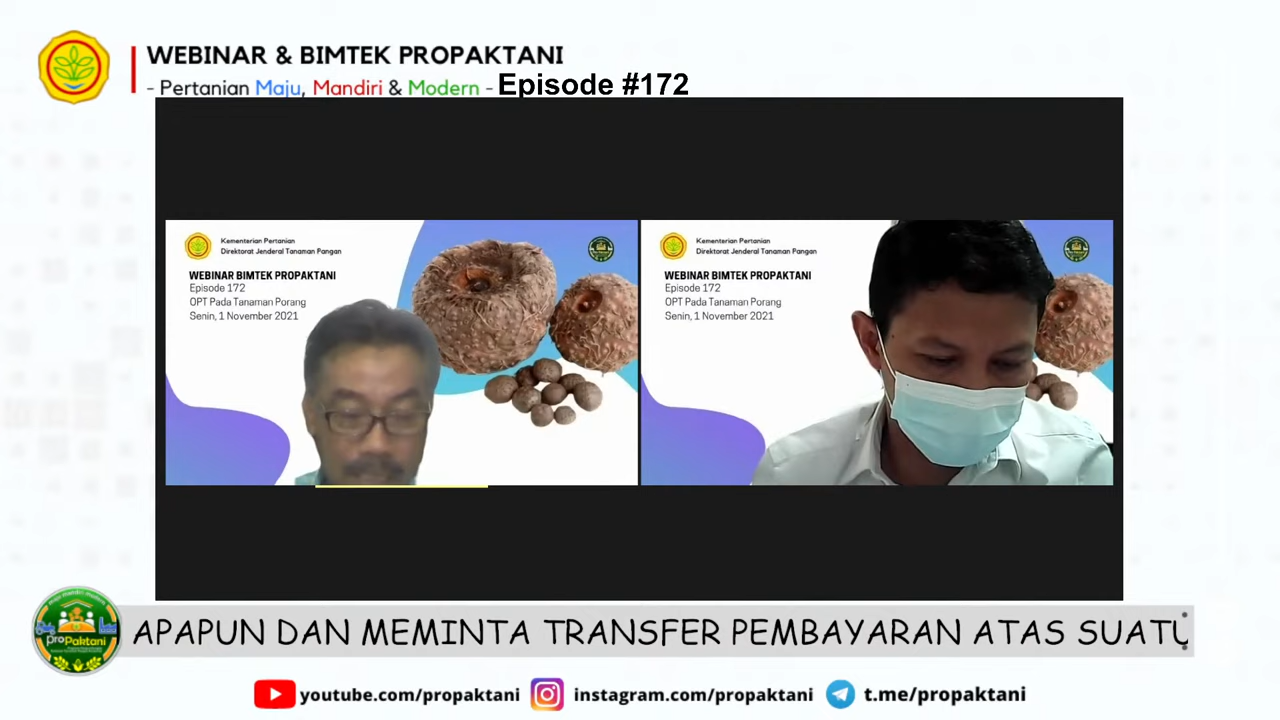 WEBINAR & BIMTEK PROPAKTANI
- Pertanian Maju, Mandiri & Modern - Episode #172
Kementerian Pertanian
Direktorat Jenderal Tanaman Pangan
WEBINAR BIMTEK PROPAKTANI
Episode 172
OPT Pada Tanaman Porang
Senin, 1 November 2021
Kementerian Pertanian
Direktorat Jenderal Tanaman Pangan
WEBINAR BIMTEK PROPAKTANI
Episode 172
OPT Pada Tanaman Porang
Senin, 1 November 2021
proPaktani
APAPUN DAN MEMINTA TRANSFER PEMBAYARAN ATAS SUATU
youtube.com/propaktani instagram.com/propaktani t.me/propaktani